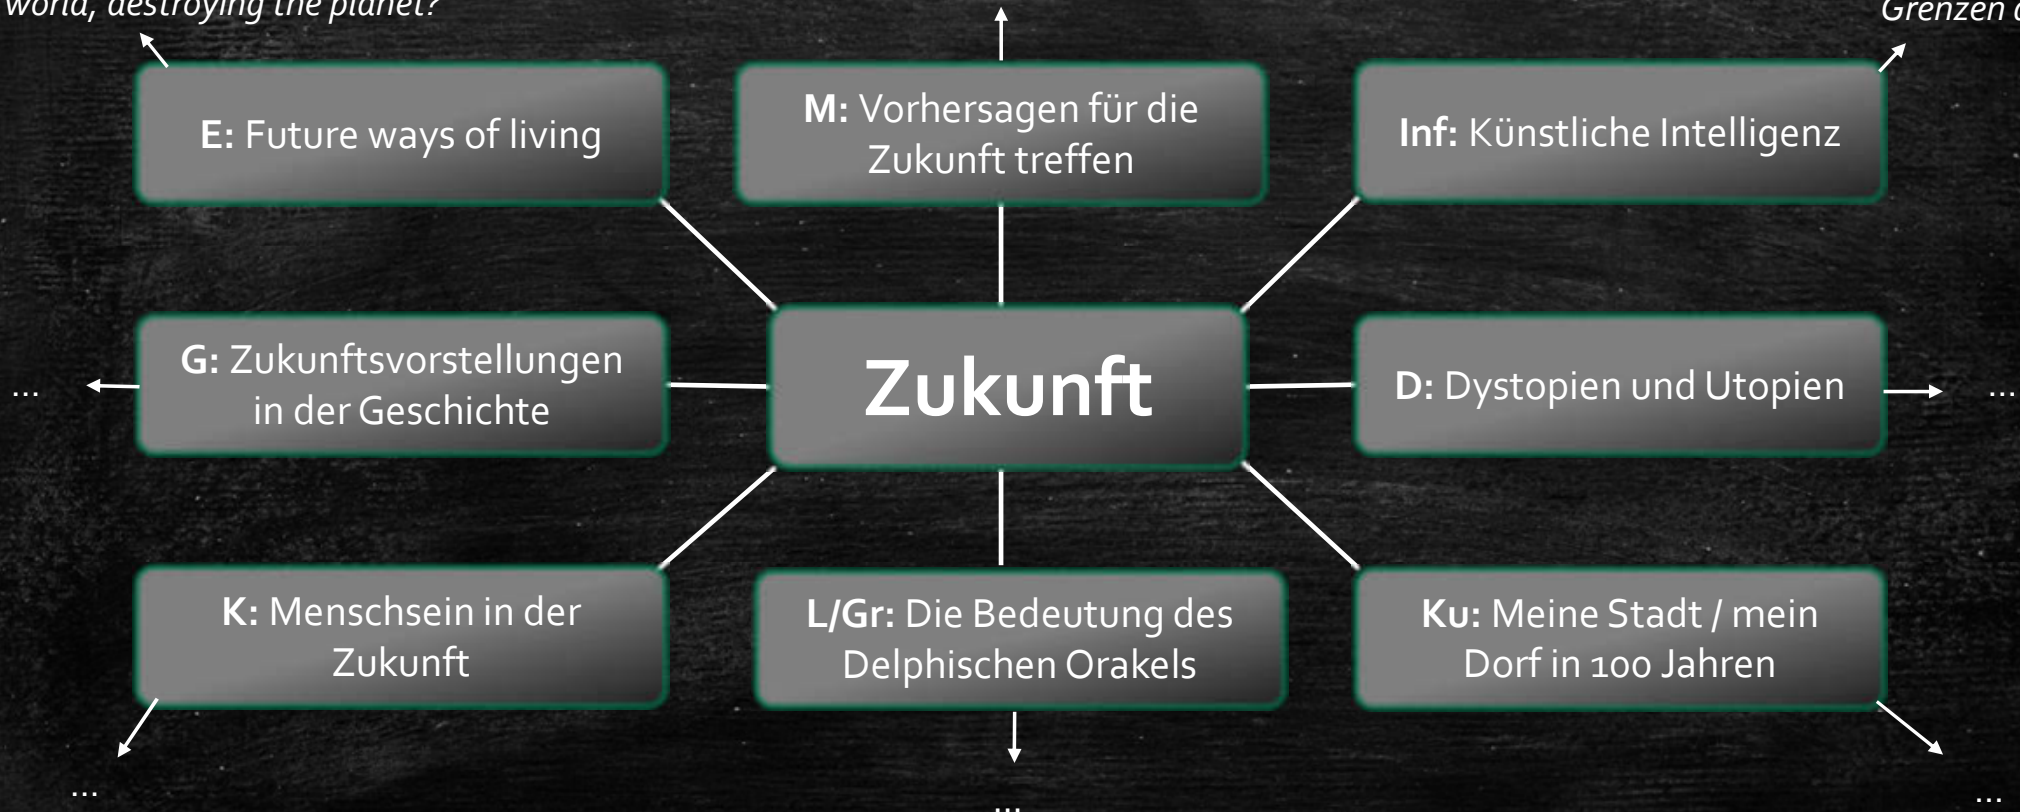 world, destroying the planet?
Grenzen
E: Future ways of living
M: Vorhersagen für die
Zukunft treffen
Inf: Künstliche Intelligenz
G: Zukunftsvorstellungen
in der Geschichte
...
Zukunft
D: Dystopien und Utopien
...
K: Menschsein in der
Zukunft
L/Gr: Die Bedeutung des
Delphischen Orakels
Ku: Meine Stadt / mein
Dorf in 100 Jahren
...
...
...